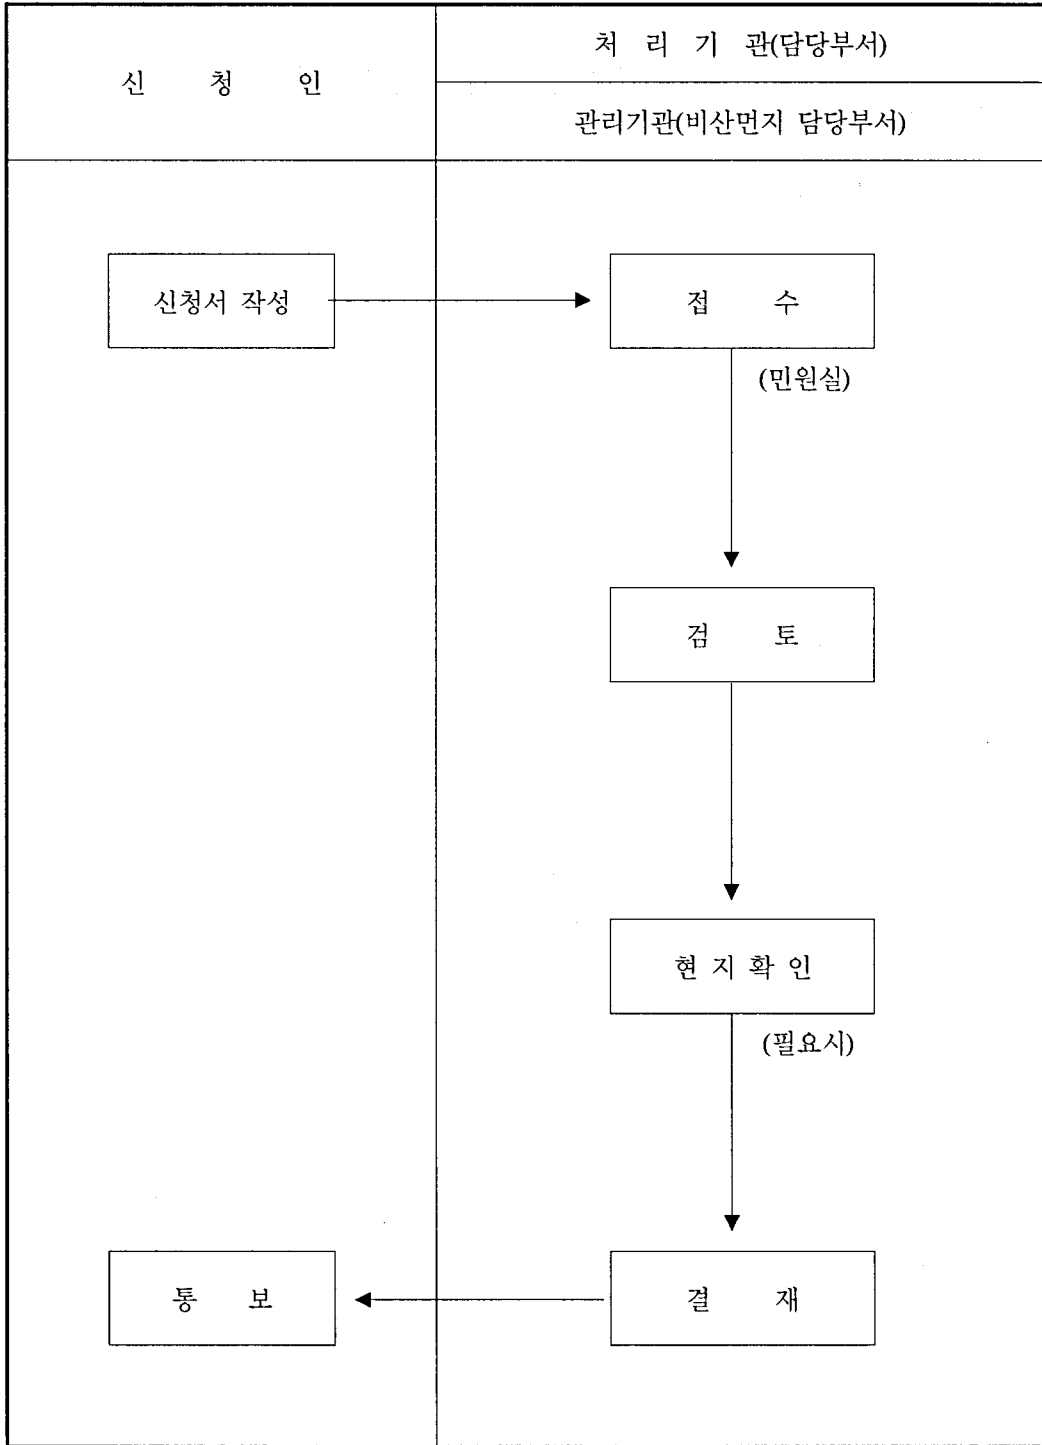 신 청 인
처 리 기 관(담당부서)
관리기관(비산먼지 담당부서)
신청서 작성
접 수
(민원실)
검 토
현 지 확 인
(필요시)
통 보
결 재